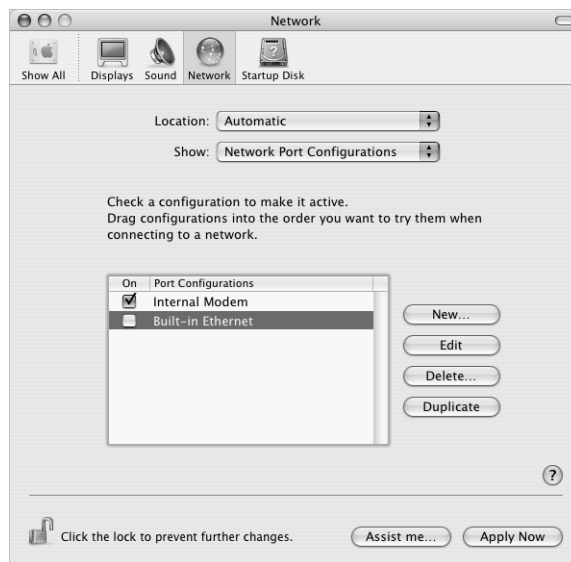 Network
Show All
Displays
Sound
Network
Startup Disk
Location: Automatic
Show: Network Port Configurations
Check a configuration to make it active.
Drag configurations into the order you want to try them when
connecting to a network.
On Port Configurations
Internal Modem
Built-in Ethernet
New...
Edit
Delete...
Duplicate
?
Click the lock to prevent further changes.
Assist me...
Apply Now